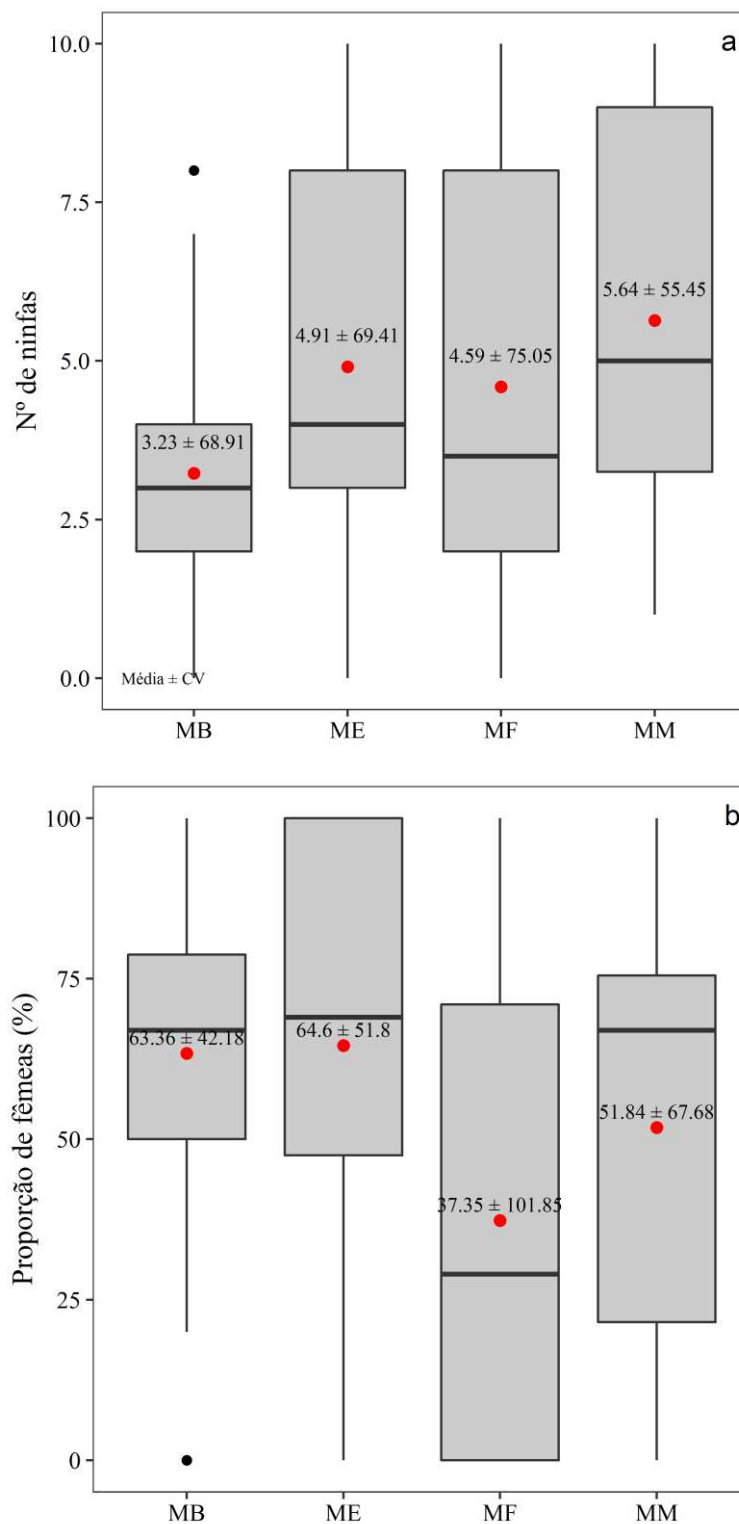 a
10.0
7.5
5.0
2.5
0.0
Nº de ninfas
3.23 ± 68.91
4.91 ± 69.41
4.59 ± 75.05
5.64 ± 55.45
Média ± CV
MB ME MF MM
b
100
75
50
25
0
Proporção de fêmeas (%)
63.36 ± 42.18
64.6 ± 51.8
37.35 ± 101.85
51.84 ± 67.68
MB ME MF MM